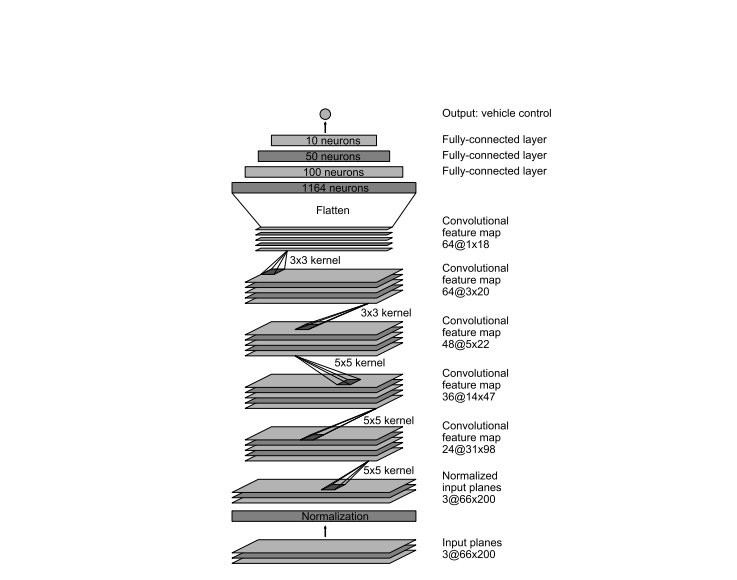 Output: vehicle control
10 neurons
Fully-connected layer
50 neurons
Fully-connected layer
100 neurons
Fully-connected layer
1164 neurons
Flatten
Convolutional
feature map
64@1x18
3x3 kernel
Convolutional
feature map
64@3x20
3x3 kernel
Convolutional
feature map
48@5x22
5x5 kernel
Convolutional
feature map
36@14x47
5x5 kernel
Convolutional
feature map
24@31x98
5x5 kernel
Normalized
input planes
3@66x200
Normalization
Input planes
3@66x200